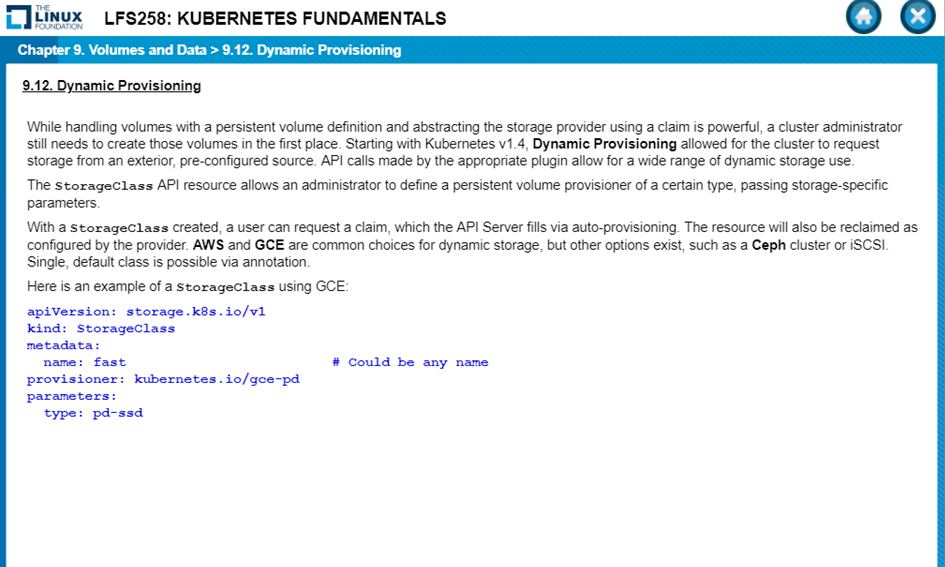 THE
LINUX
FOUNDATION
LFS258: KUBERNETES FUNDAMENTALS
Chapter 9. Volumes and Data > 9.12. Dynamic Provisioning
9.12. Dynamic Provisioning
While handling volumes with a persistent volume definition and abstracting the storage provider using a claim is powerful, a cluster administrator
still needs to create those volumes in the first place. Starting with Kubernetes v1.4, Dynamic Provisioning allowed for the cluster to request
storage from an exterior, pre-configured source. API calls made by the appropriate plugin allow for a wide range of dynamic storage use.
The StorageClass API resource allows an administrator to define a persistent volume provisioner of a certain type, passing storage-specific
parameters.
With a StorageClass created, a user can request a claim, which the API Server fills via auto-provisioning. The resource will also be reclaimed as
configured by the provider. AWS and GCE are common choices for dynamic storage, but other options exist, such as a Ceph cluster or iSCSI.
Single, default class is possible via annotation.
Here is an example of a StorageClass using GCE:
apiVersion: storage.k8s.io/v1
kind: StorageClass
metadata:
  name: fast                         # Could be any name
provisioner: kubernetes.io/gce-pd
parameters:
  type: pd-ssd